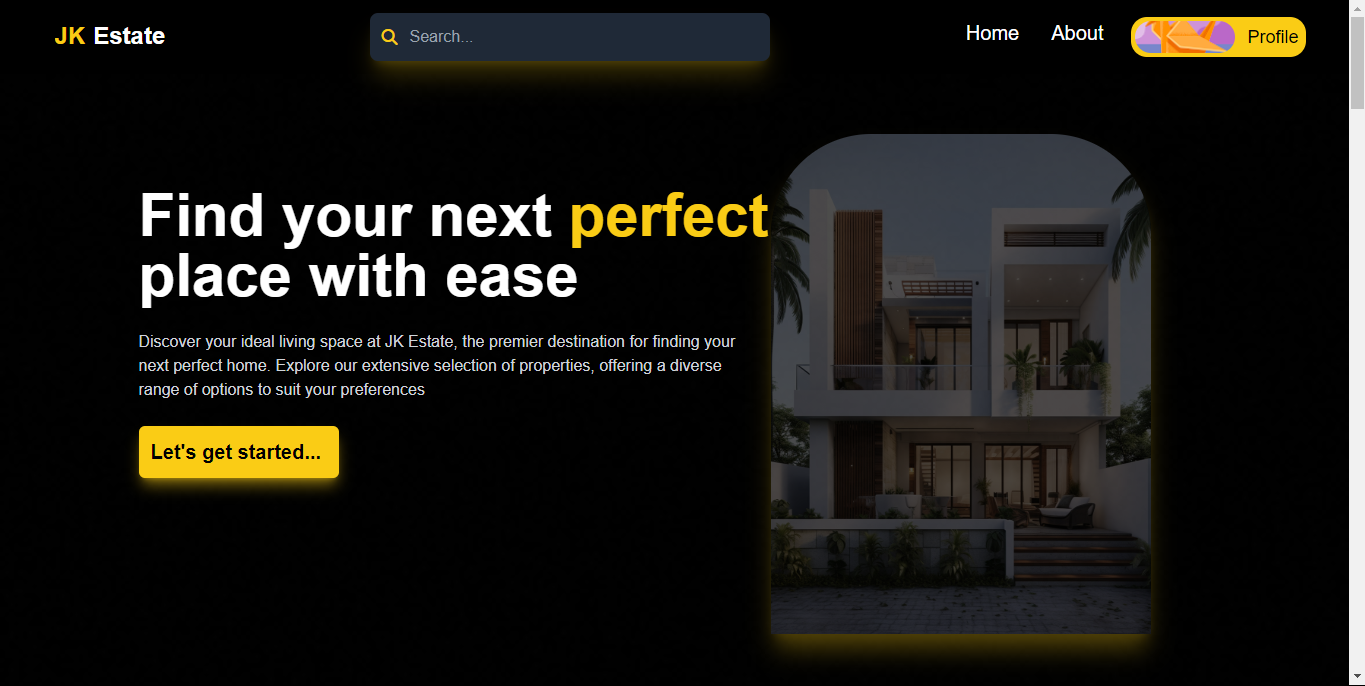 JK Estate
Search...
Home
About
Profile
Find your next perfect
place with ease
Discover your ideal living space at JK Estate, the premier destination for finding your
next perfect home. Explore our extensive selection of properties, offering a diverse
range of options to suit your preferences
Let's get started...